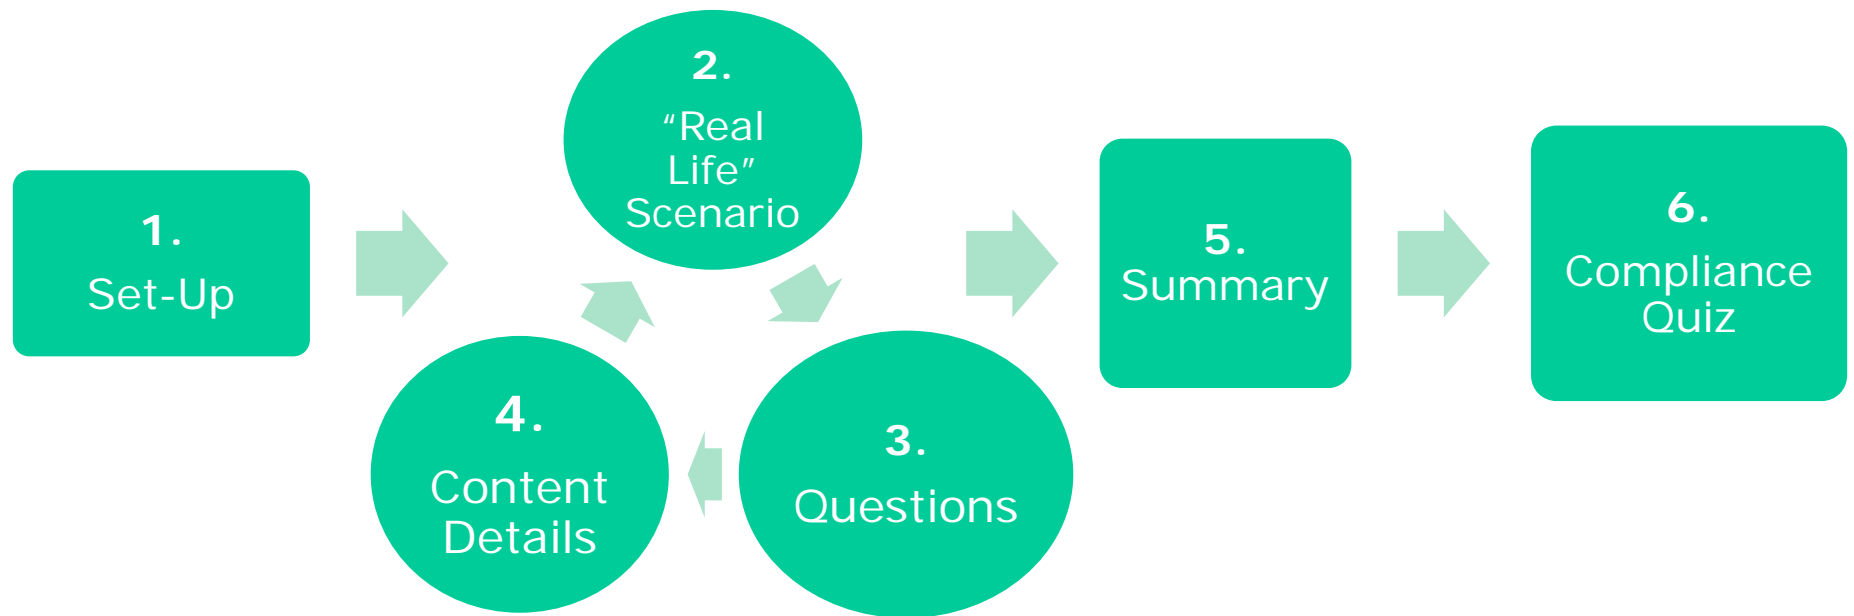 1.
Set-Up
2.
“Real
Life”
Scenario
3.
Questions
4.
Content
Details
5.
Summary
6.
Compliance
Quiz